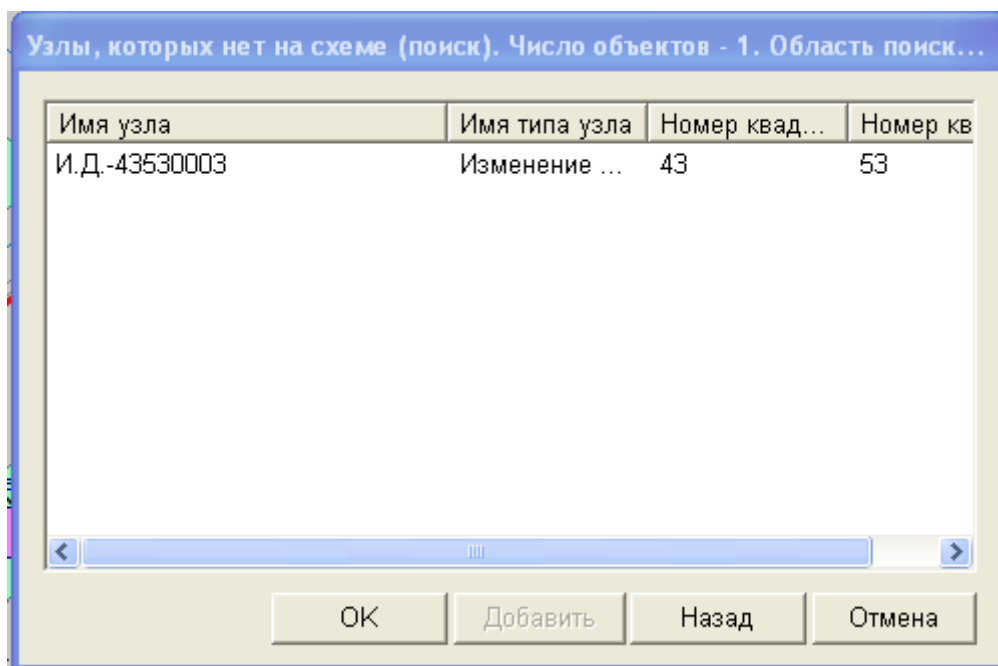 Узлы, которых нет на схеме (поиск). Число объектов - 1. Область поиск...
Имя узла Имя типа узла Номер квад... Номер кв
И.Д.-43530003 Изменение ... 43 53
OK Добавить Назад Отмена